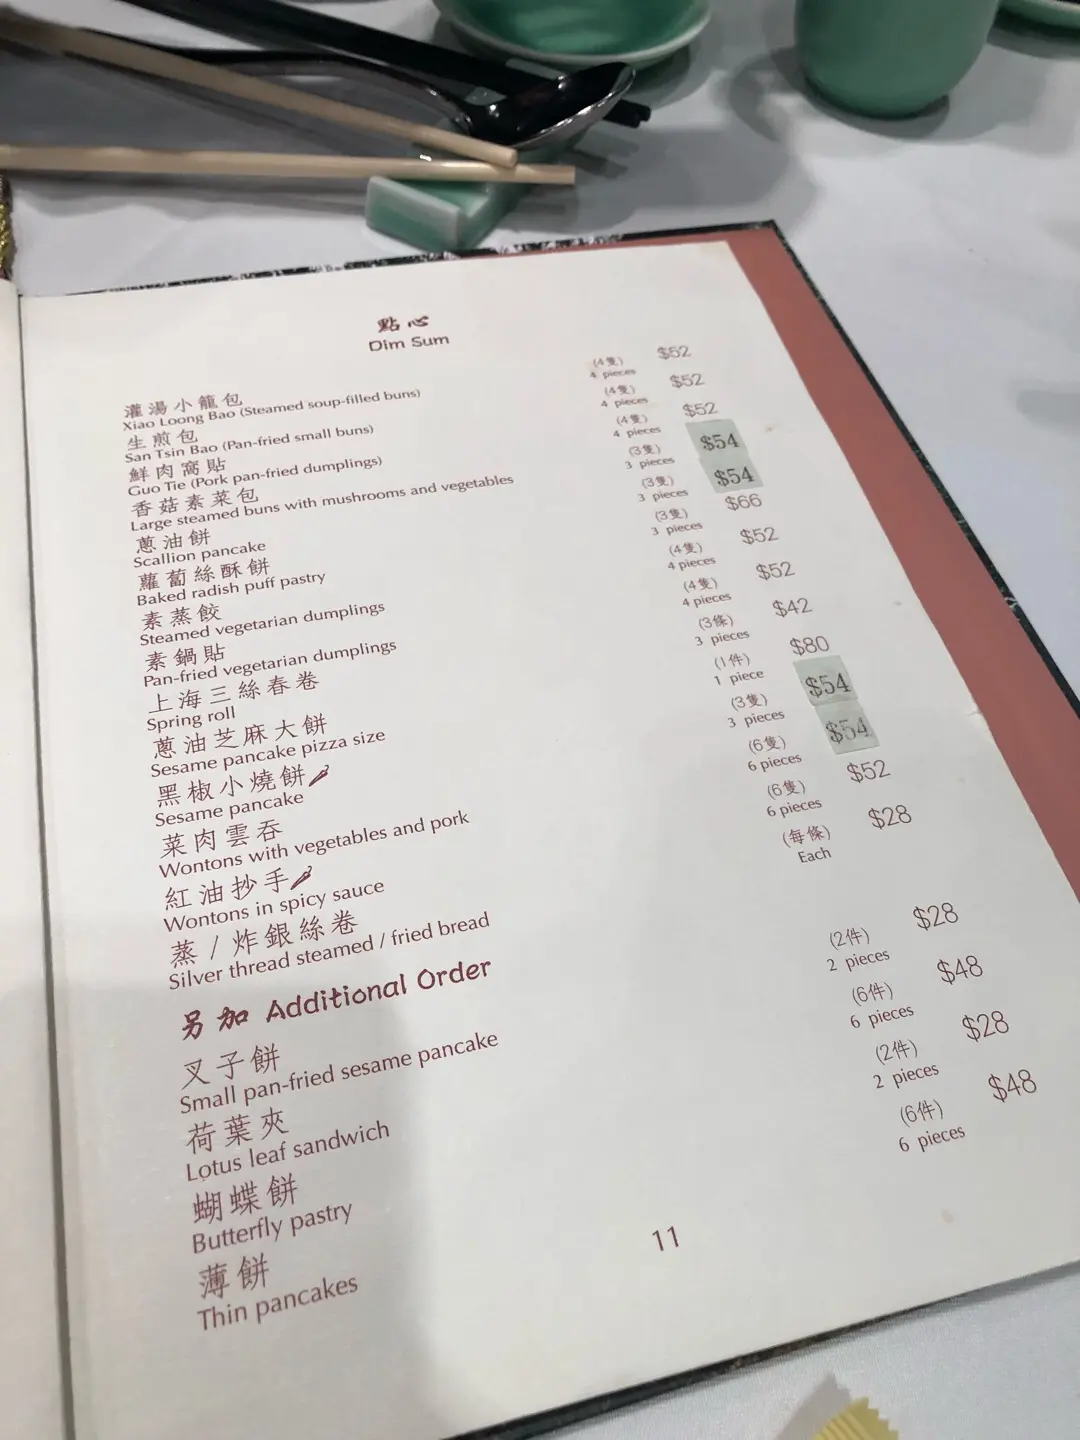 點心
Dim Sum
灌湯小籠包 (4隻) $52
Xiao Loong Bao (Steamed soup-filled buns) 4 pieces
生煎包 (4隻) $52
San Tsin Bao (Pan-fried small buns) 4 pieces
鮮肉窩貼 (4隻) $52
Guo Tie (Pork pan-fried dumplings) 4 pieces
香菇素菜包 (3隻) $54
Large steamed buns with mushrooms and vegetables 3 pieces
蔥油餅 (3隻) $54
Scallion pancake 3 pieces
蘿蔔絲酥餅 (3隻) $66
Baked radish puff pastry 3 pieces
素蒸餃 (4隻) $52
Steamed vegetarian dumplings 4 pieces
素鍋貼 (4隻) $52
Pan-fried vegetarian dumplings 4 pieces
上海三絲春卷 (3條) $42
Spring roll 3 pieces
蔥油芝麻大餅 (1件) $80
Sesame pancake pizza size 1 piece
黑椒小燒餅 (3隻) $54
Sesame pancake 3 pieces
菜肉雲吞 (6隻) $54
Wontons with vegetables and pork 6 pieces
紅油抄手 (6隻) $52
Wontons in spicy sauce 6 pieces
蒸 / 炸銀絲卷 (每條) $28
Silver thread steamed / fried bread Each
另加 Additional Order
叉子餅 (2件) $28
Small pan-fried sesame pancake 2 pieces
荷葉夾 (6件) $48
Lotus leaf sandwich 6 pieces
蝴蝶餅 (2件) $28
Butterfly pastry 2 pieces
薄餅 (6件) $48
Thin pancakes 6 pieces
11